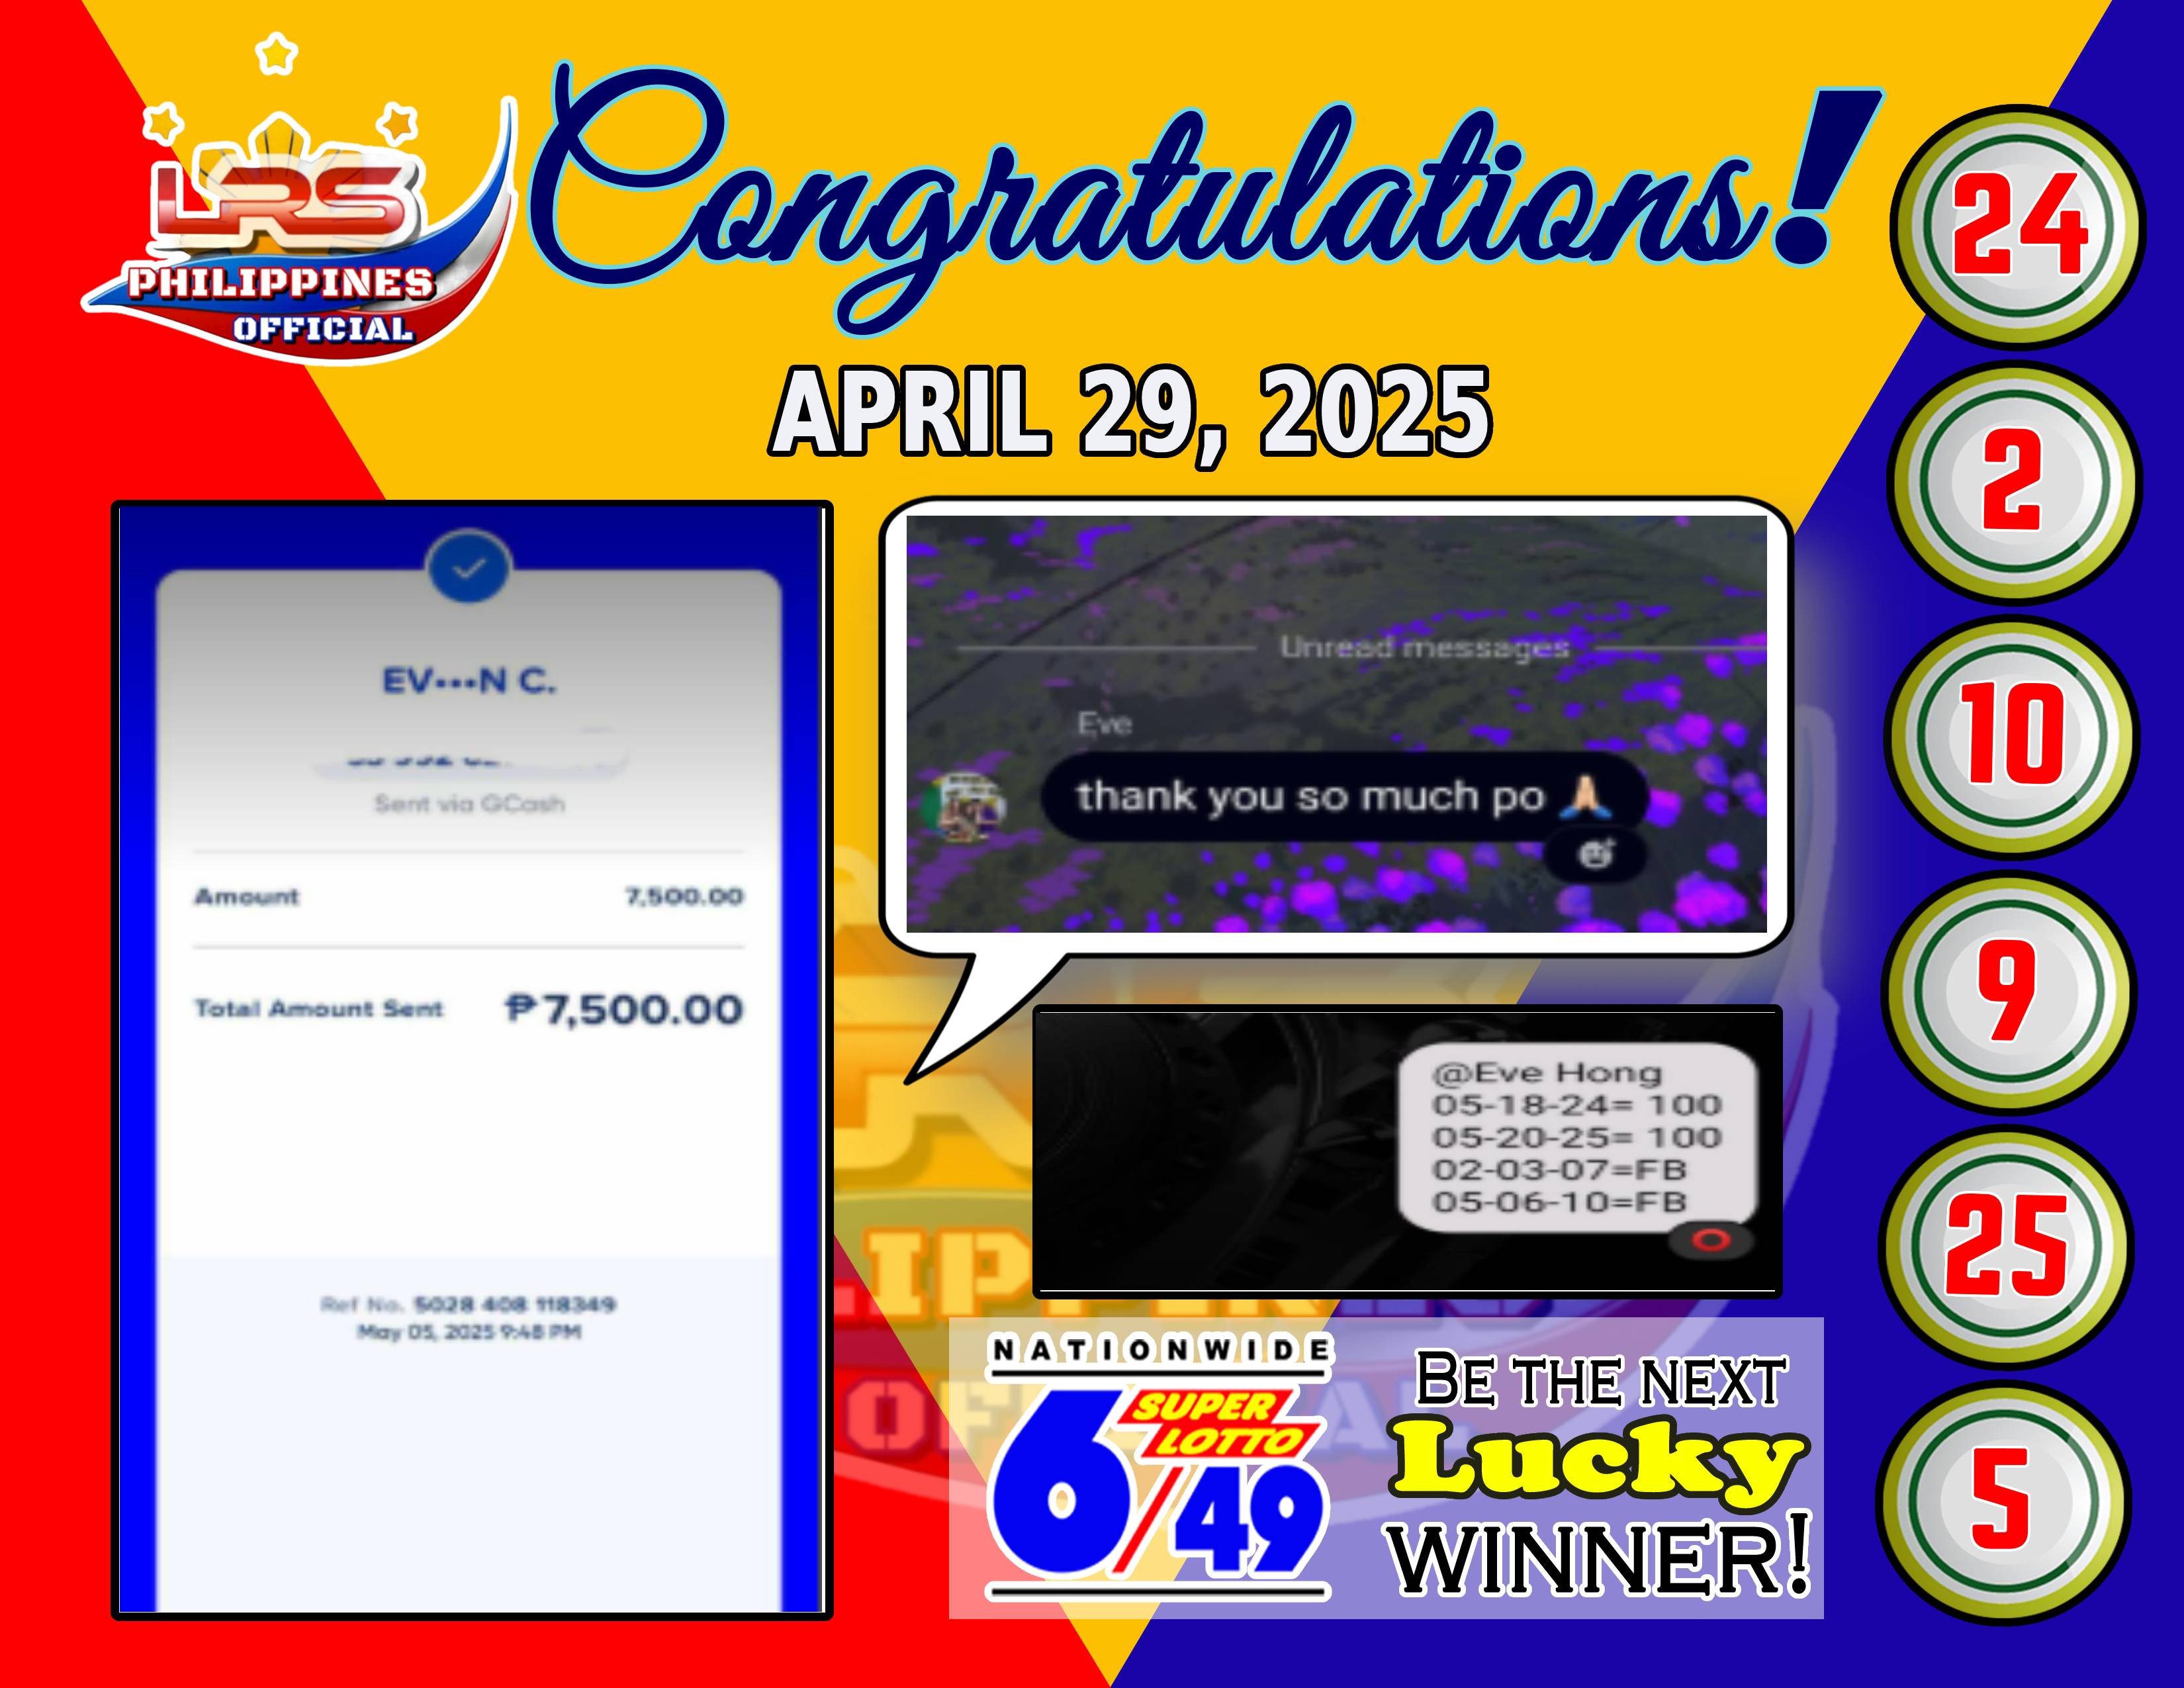 LRS
PHILIPPINES
OFFICIAL
Congratulations!
APRIL 29, 2025
EV•••N C.
Sent via GCash
Amount 7,500.00
Total Amount Sent ₱7,500.00
Ref No. 5028 408 118349
May 05, 2025 9:48 PM
Unread messages
Eve
thank you so much po 🙏🏻
@Eve Hong
05-18-24= 100
05-20-25= 100
02-03-07=FB
05-06-10=FB
NATIONWIDE
SUPER
LOTTO
6/49
BE THE NEXT
Lucky
WINNER!
24
2
10
9
25
5